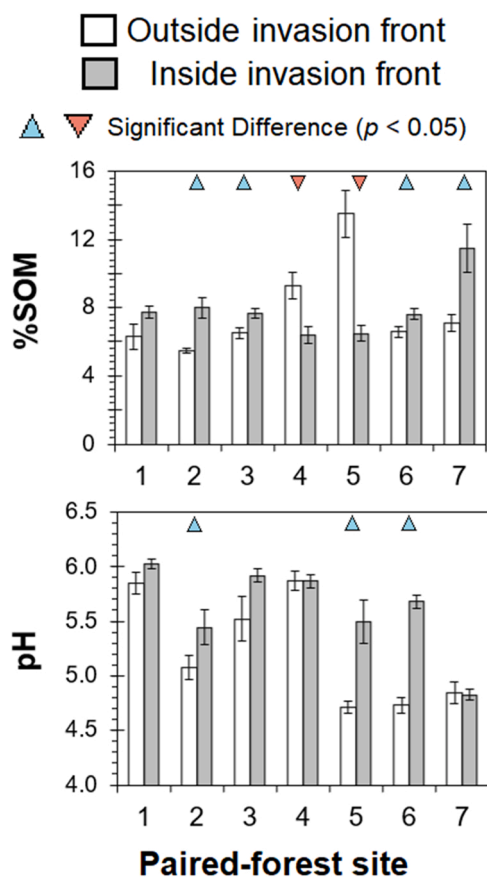 Outside invasion front
Inside invasion front
Significant Difference (p < 0.05)
16
12
8
4
0
%SOM
1 2 3 4 5 6 7
6.5
6.0
5.5
5.0
4.5
4.0
pH
1 2 3 4 5 6 7
Paired-forest site